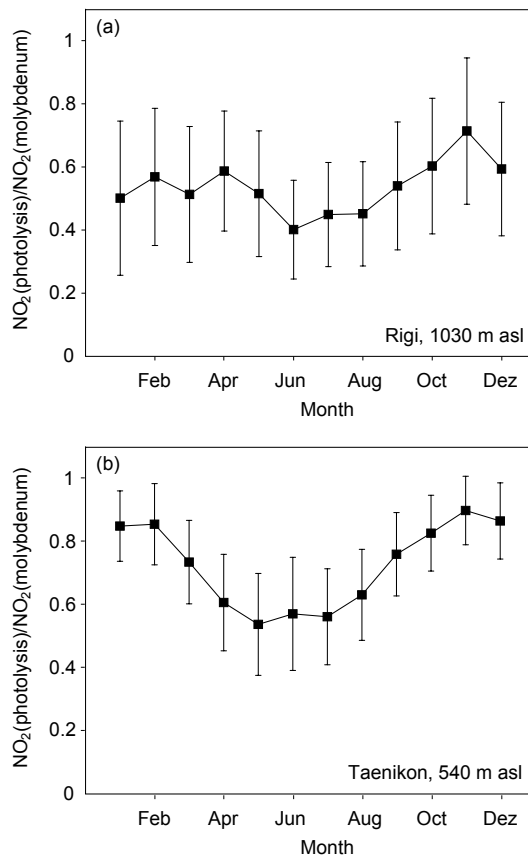 (a)
1
0.8
0.6
0.4
0.2
0
NO₂(photolysis)/NO₂(molybdenum)
Rigi, 1030 m asl
Feb Apr Jun Aug Oct Dez
Month
(b)
1
0.8
0.6
0.4
0.2
0
NO₂(photolysis)/NO₂(molybdenum)
Taenikon, 540 m asl
Feb Apr Jun Aug Oct Dez
Month